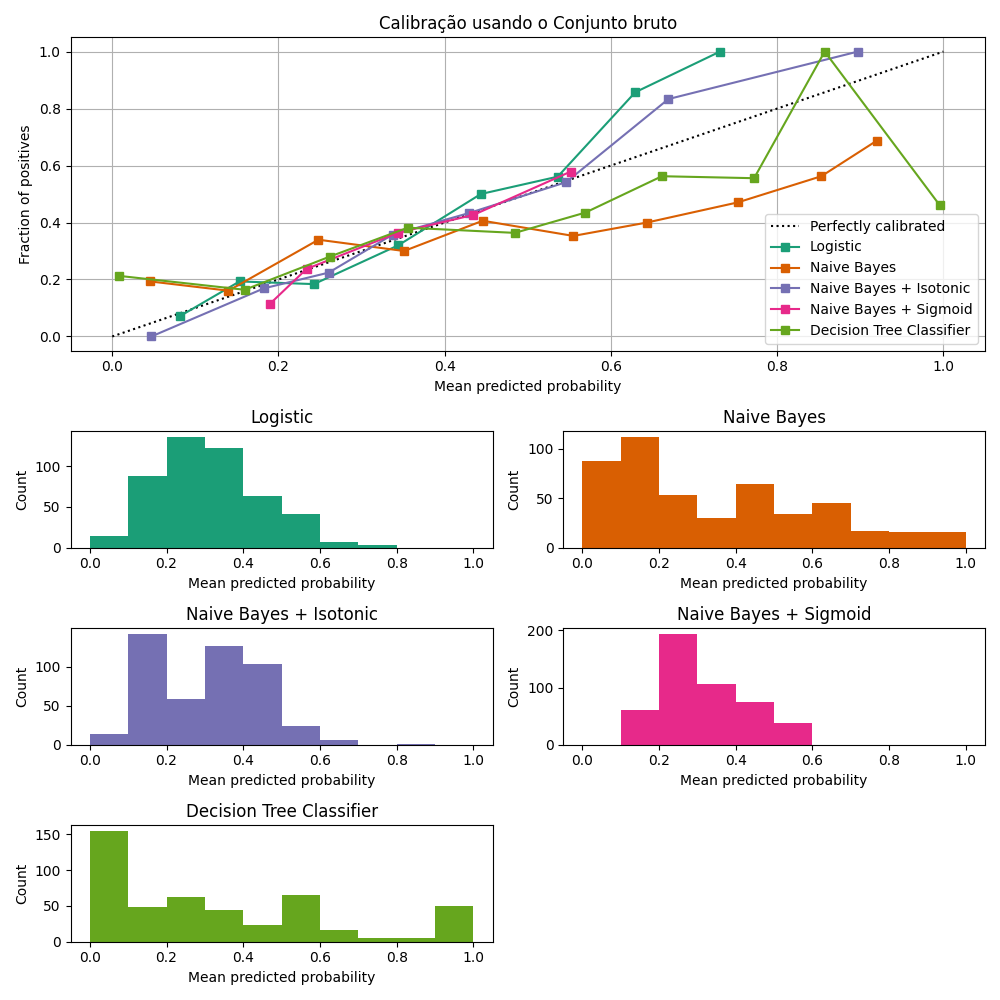 Calibração usando o Conjunto bruto
1.0
0.8
0.6
0.4
0.2
0.0
Fraction of positives
0.0 0.2 0.4 0.6 0.8 1.0
Mean predicted probability
Perfectly calibrated
Logistic
Naive Bayes
Naive Bayes + Isotonic
Naive Bayes + Sigmoid
Decision Tree Classifier
Logistic
100
50
0
Count
0.0 0.2 0.4 0.6 0.8 1.0
Mean predicted probability
Naive Bayes
100
50
0
Count
0.0 0.2 0.4 0.6 0.8 1.0
Mean predicted probability
Naive Bayes + Isotonic
100
50
0
Count
0.0 0.2 0.4 0.6 0.8 1.0
Mean predicted probability
Naive Bayes + Sigmoid
200
100
0
Count
0.0 0.2 0.4 0.6 0.8 1.0
Mean predicted probability
Decision Tree Classifier
150
100
50
0
Count
0.0 0.2 0.4 0.6 0.8 1.0
Mean predicted probability